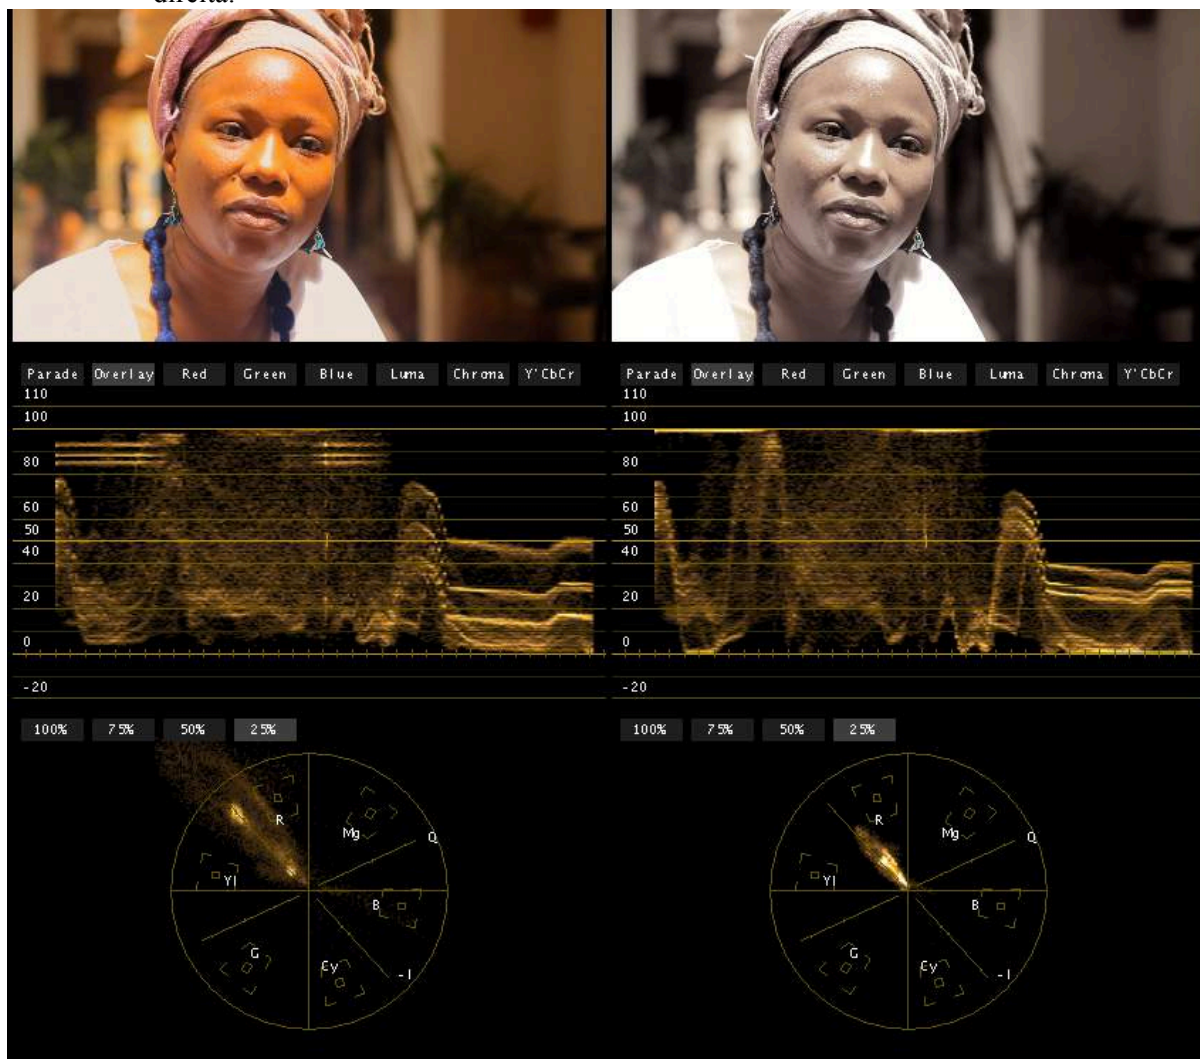 direita.
Parade Overlay Red Green Blue Luma Chroma Y'CbCr
110
100
80
60
50
40
20
0
-20
100% 75% 50% 25%
R
Mg
Q
Yl
B
G
Cy
-I
Parade Overlay Red Green Blue Luma Chroma Y'CbCr
110
100
80
60
50
40
20
0
-20
100% 75% 50% 25%
R
Mg
Q
Yl
B
G
Cy
-I